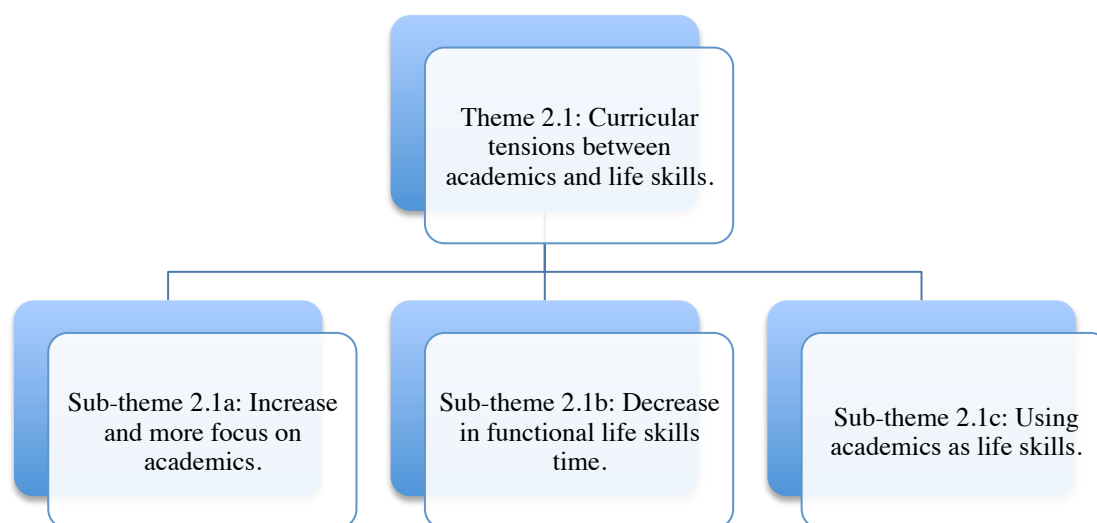 Theme 2.1: Curricular
tensions between
academics and life skills.
Sub-theme 2.1a: Increase
and more focus on
academics.
Sub-theme 2.1b: Decrease
in functional life skills
time.
Sub-theme 2.1c: Using
academics as life skills.